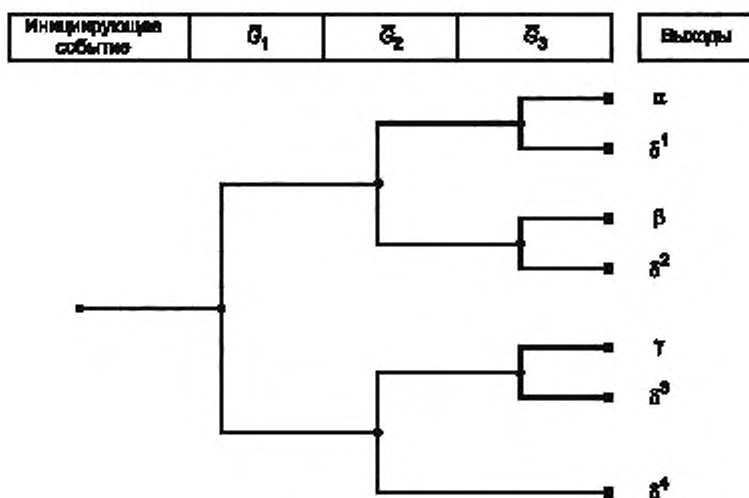 Инициирующее
событие
G̅₁
G̅₂
G̅₃
Выходы
α
δ¹
β
δ²
γ
δ³
δ⁴